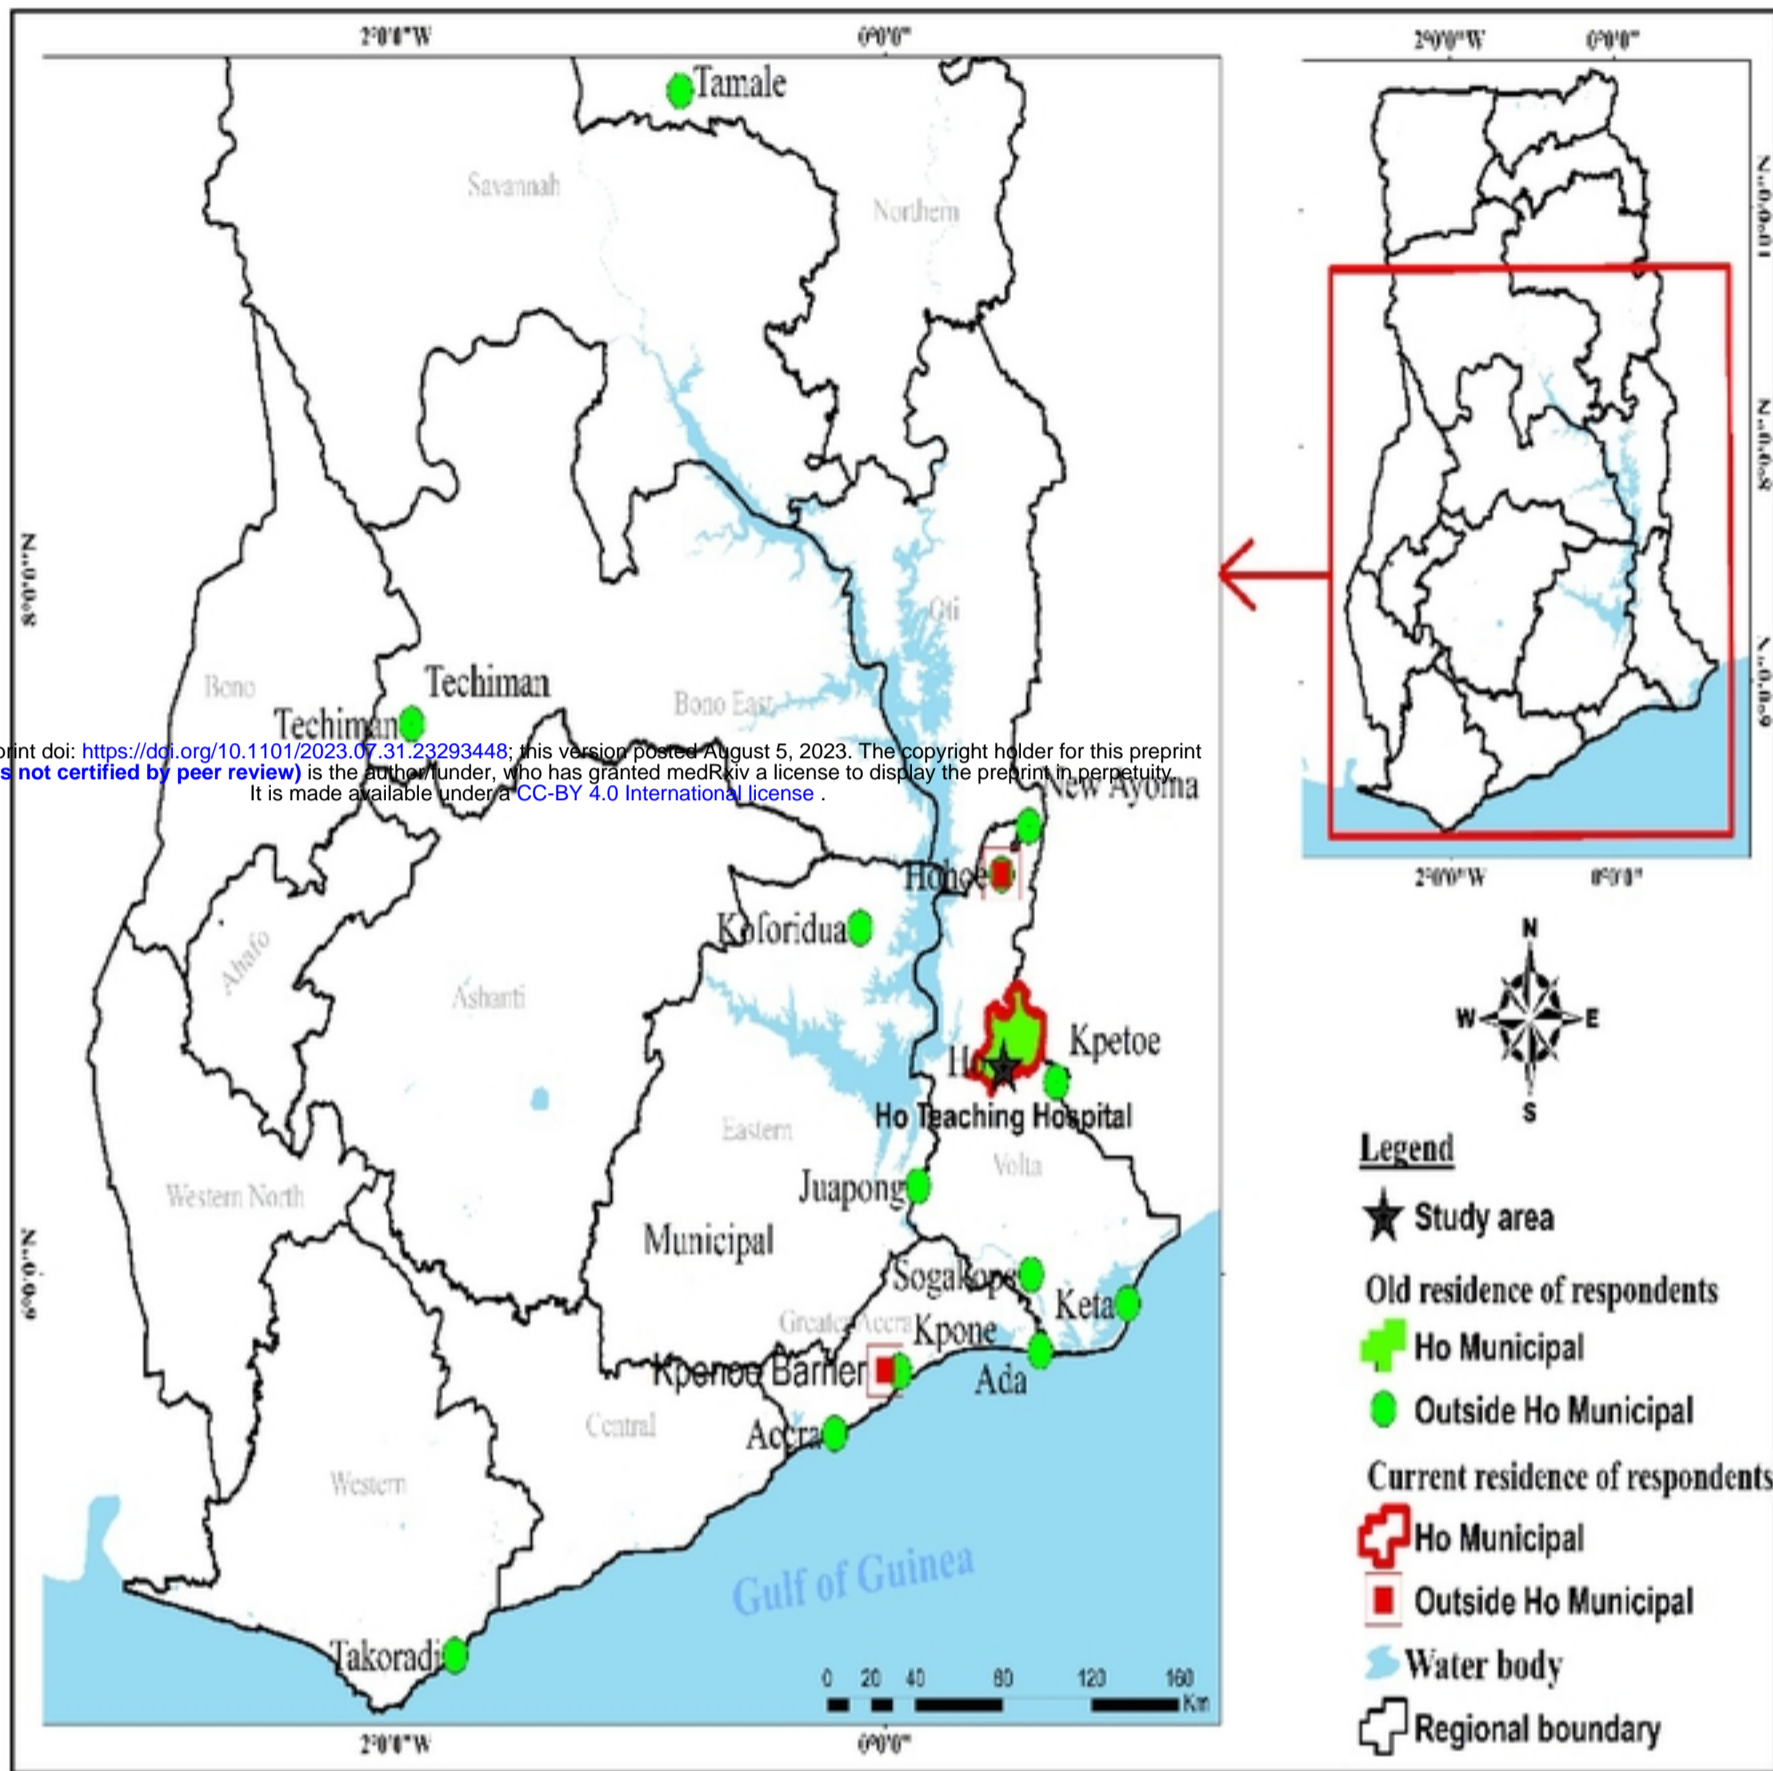 2°0'0"W 0°0'0"
2°0'0"W 0°0'0"
Tamale
Savannah
Northern
10°0'0"N
8°0'0"N
8°0'0"N
6°0'0"N
6°0'0"N
Oti
Bono
Techiman
Bono East
Techiman
rint doi: https://doi.org/10.1101/2023.07.31.23293448; this version posted August 5, 2023. The copyright holder for this preprint
s not certified by peer review) is the author/funder, who has granted medRxiv a license to display the preprint in perpetuity.
It is made available under a CC-BY 4.0 International license .
New Ayoma
Hohoe
Koforidua
Ahafo
Ashanti
Kpetoe
Ho
Ho Teaching Hospital
Eastern
Volta
Juapong
Western North
Municipal
Sogakope
Keta
Greater Accra
Kpone
Kpenoe Barrier
Ada
Central
Accra
Western
Gulf of Guinea
Takoradi
0 20 40 80 120 160
Km
2°0'0"W 0°0'0"
2°0'0"W 0°0'0"
N
W E
S
Legend
Study area
Old residence of respondents
Ho Municipal
Outside Ho Municipal
Current residence of respondents
Ho Municipal
Outside Ho Municipal
Water body
Regional boundary